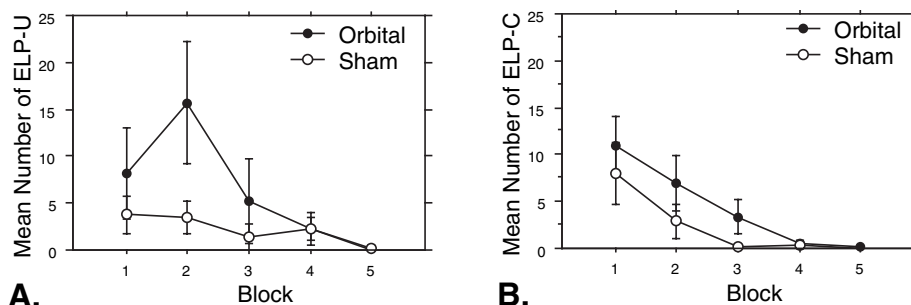 Mean Number of ELP-U
25
20
15
10
5
0
1 2 3 4 5
Block
Orbital
Sham
A.
Mean Number of ELP-C
25
20
15
10
5
0
1 2 3 4 5
Block
Orbital
Sham
B.